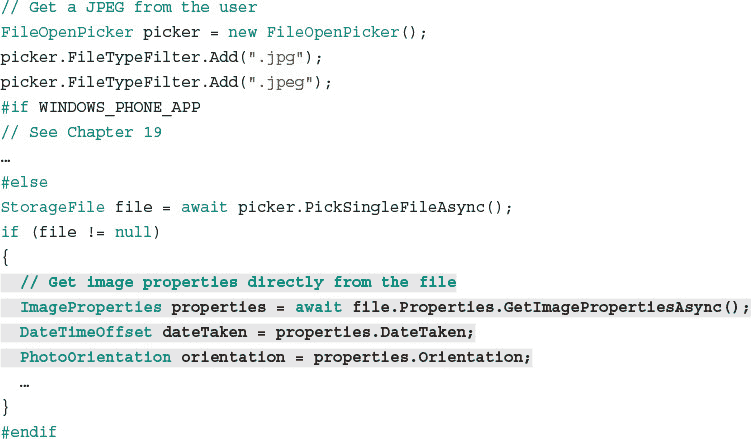 // Get a JPEG from the user
FileOpenPicker picker = new FileOpenPicker();
picker.FileTypeFilter.Add(".jpg");
picker.FileTypeFilter.Add(".jpeg");
#if WINDOWS_PHONE_APP
// See Chapter 19
…
#else
StorageFile file = await picker.PickSingleFileAsync();
if (file != null)
{
  // Get image properties directly from the file
  ImageProperties properties = await file.Properties.GetImagePropertiesAsync();
  DateTimeOffset dateTaken = properties.DateTaken;
  PhotoOrientation orientation = properties.Orientation;
  …
}
#endif